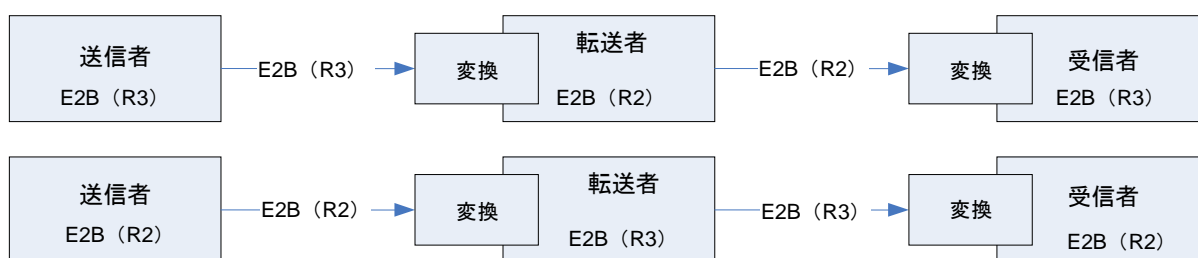 送信者
E2B（R3）
E2B（R3）
変換
転送者
E2B（R2）
E2B（R2）
変換
受信者
E2B（R3）
送信者
E2B（R2）
E2B（R2）
変換
転送者
E2B（R3）
E2B（R3）
変換
受信者
E2B（R2）